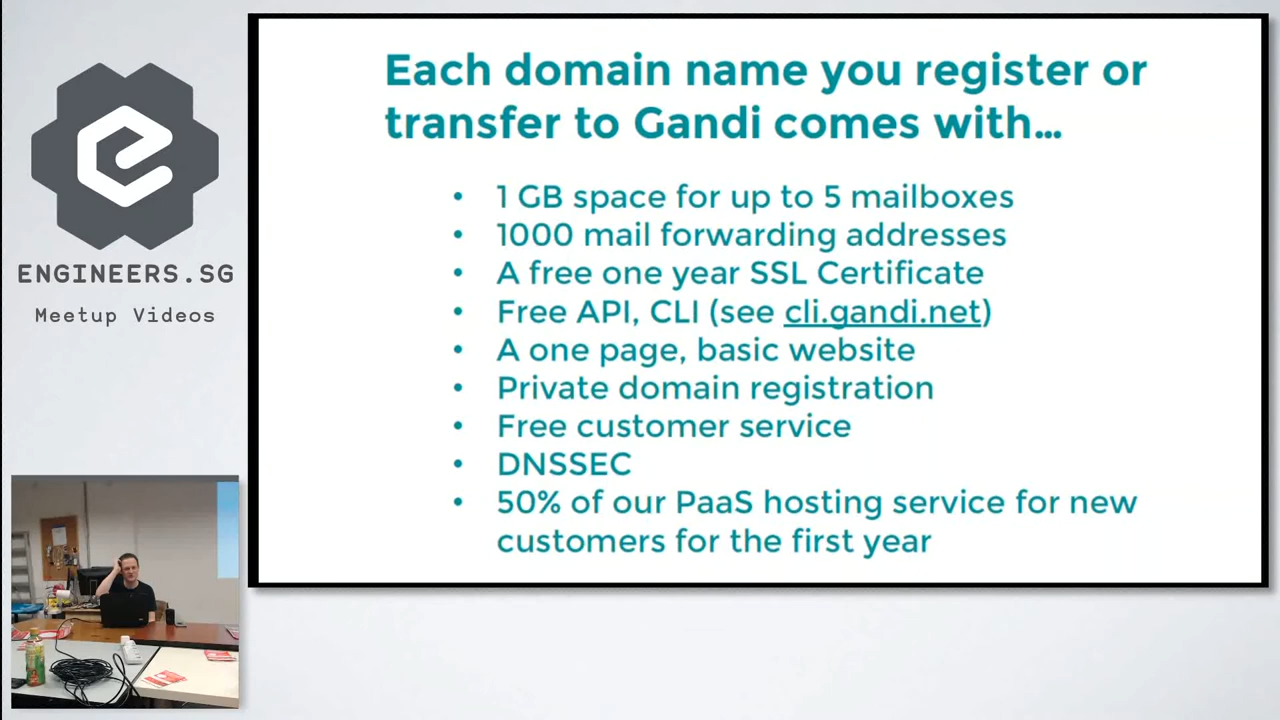 ENGINEERS.SG
Meetup Videos
Each domain name you register or
transfer to Gandi comes with...
• 1 GB space for up to 5 mailboxes
• 1000 mail forwarding addresses
• A free one year SSL Certificate
• Free API, CLI (see cli.gandi.net)
• A one page, basic website
• Private domain registration
• Free customer service
• DNSSEC
• 50% of our PaaS hosting service for new
customers for the first year